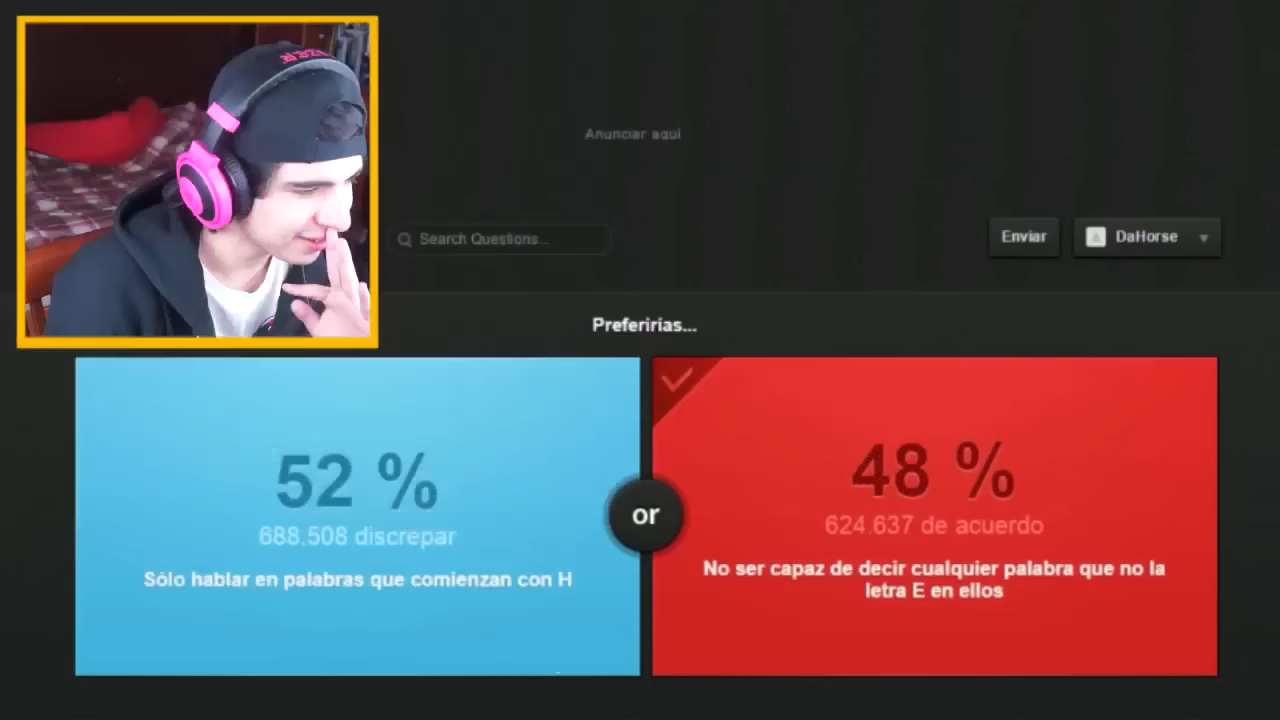 Anunciar aquí
Search Questions...
Enviar
DaHorse
Preferirías...
52 %
688.508 discrepar
Sólo hablar en palabras que comienzan con H
or
48 %
624.637 de acuerdo
No ser capaz de decir cualquier palabra que no la
letra E en ellos